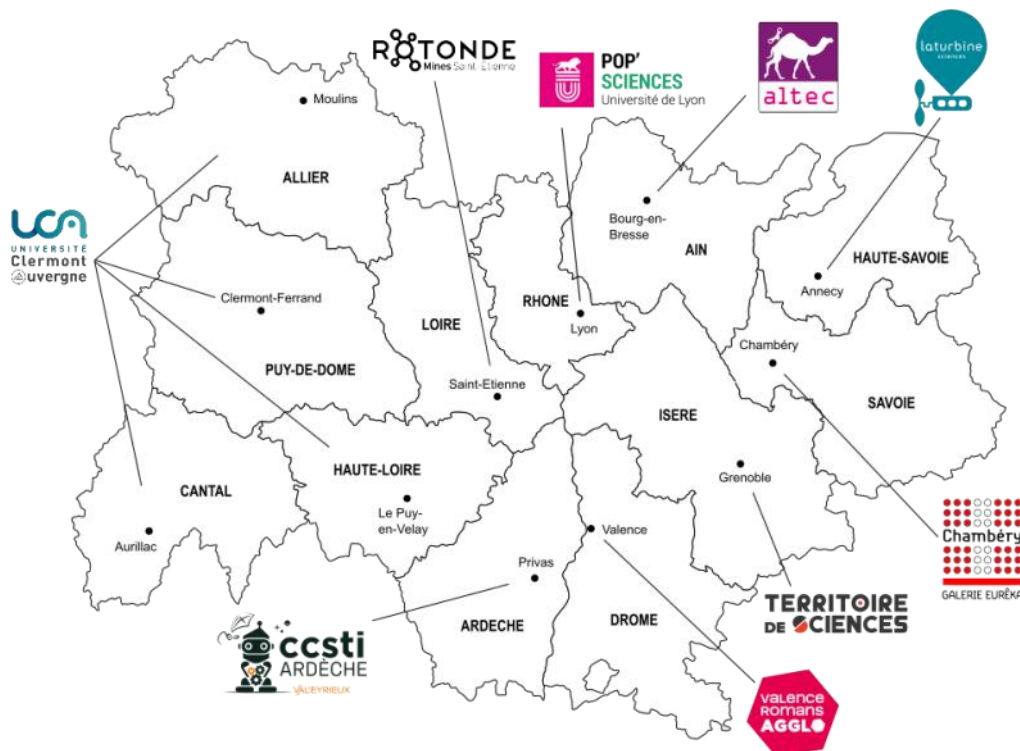 ROTONDE
Mines Saint-Etienne
POP'
SCIENCES
Université de Lyon
altec
laturbine
SCIENCES
Moulins
ALLIER
Bourg-en-
Bresse
AIN
HAUTE-SAVOIE
Annecy
uca
UNIVERSITÉ
Clermont
Auvergne
Clermont-Ferrand
PUY-DE-DOME
LOIRE
RHONE
Lyon
Chambéry
SAVOIE
Saint-Etienne
ISERE
Grenoble
HAUTE-LOIRE
Le Puy-
en-Velay
CANTAL
Aurillac
Valence
Privas
ARDECHE
DROME
Chambéry
GALERIE EURÊKA
TERRITOIRE
DE SCIENCES
ccsti
ARDÈCHE
VAL'EYRIEUX
valence
romans
AGGLO